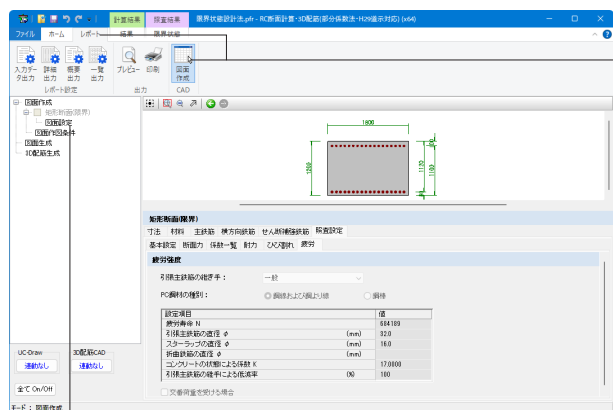 計算結果 照査結果 限界状態設計法.pfr - RC断面計算・3D配筋(部分係数法・H29道示対応) (x64)
ファイル ホーム レポート 結果 限界状態
入力データ出力 詳細出力 概要出力 一覧出力 プレビュー 印刷 図面作成
レポート設定 出力 CAD
図面作成
矩形断面(限界)
図面設定
図面作図条件
図面生成
3D配筋生成
1800
1200
1170
1100
矩形断面(限界)
寸法 材料 主鉄筋 横方向鉄筋 せん断補強鉄筋 照査設定
基本設定 断面力 係数一覧 耐力 ひび割れ 疲労
疲労強度
引張主鉄筋の継ぎ手: 一般
PC鋼材の種別: 鋼線および鋼より線 鋼棒
設定項目 値
疲労寿命 N 684189
引張主鉄筋の直径 φ (mm) 32.0
スターラップの直径 φ (mm) 16.0
折曲鉄筋の直径 φ (mm)
コンクリートの状態による係数 K 17.0000
引張主鉄筋の継手による低減率 (%) 100
交番荷重を受ける場合
UC-Draw 3D配筋CAD
連動なし 連動なし
全て On/Off
モード : 図面作成